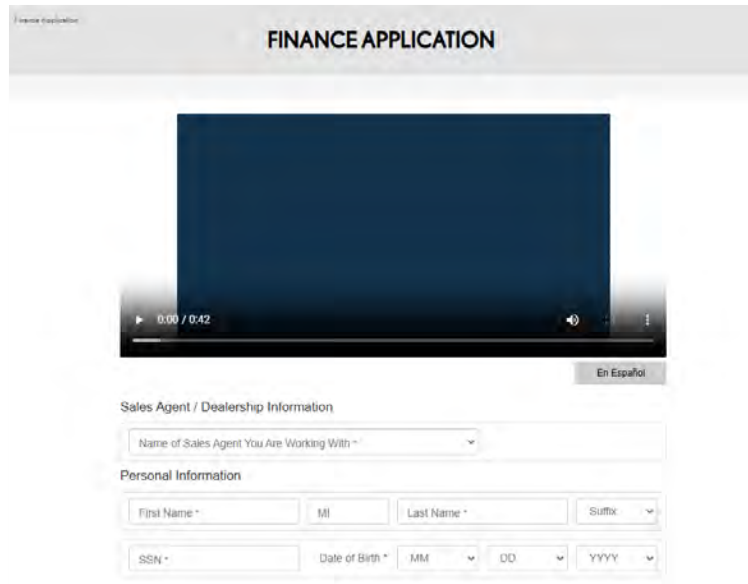 Finance Application
FINANCE APPLICATION
0:00 / 0:42
En Español
Sales Agent / Dealership Information
Name of Sales Agent You Are Working With *
Personal Information
First Name * MI Last Name * Suffix
SSN * Date of Birth * MM DD YYYY